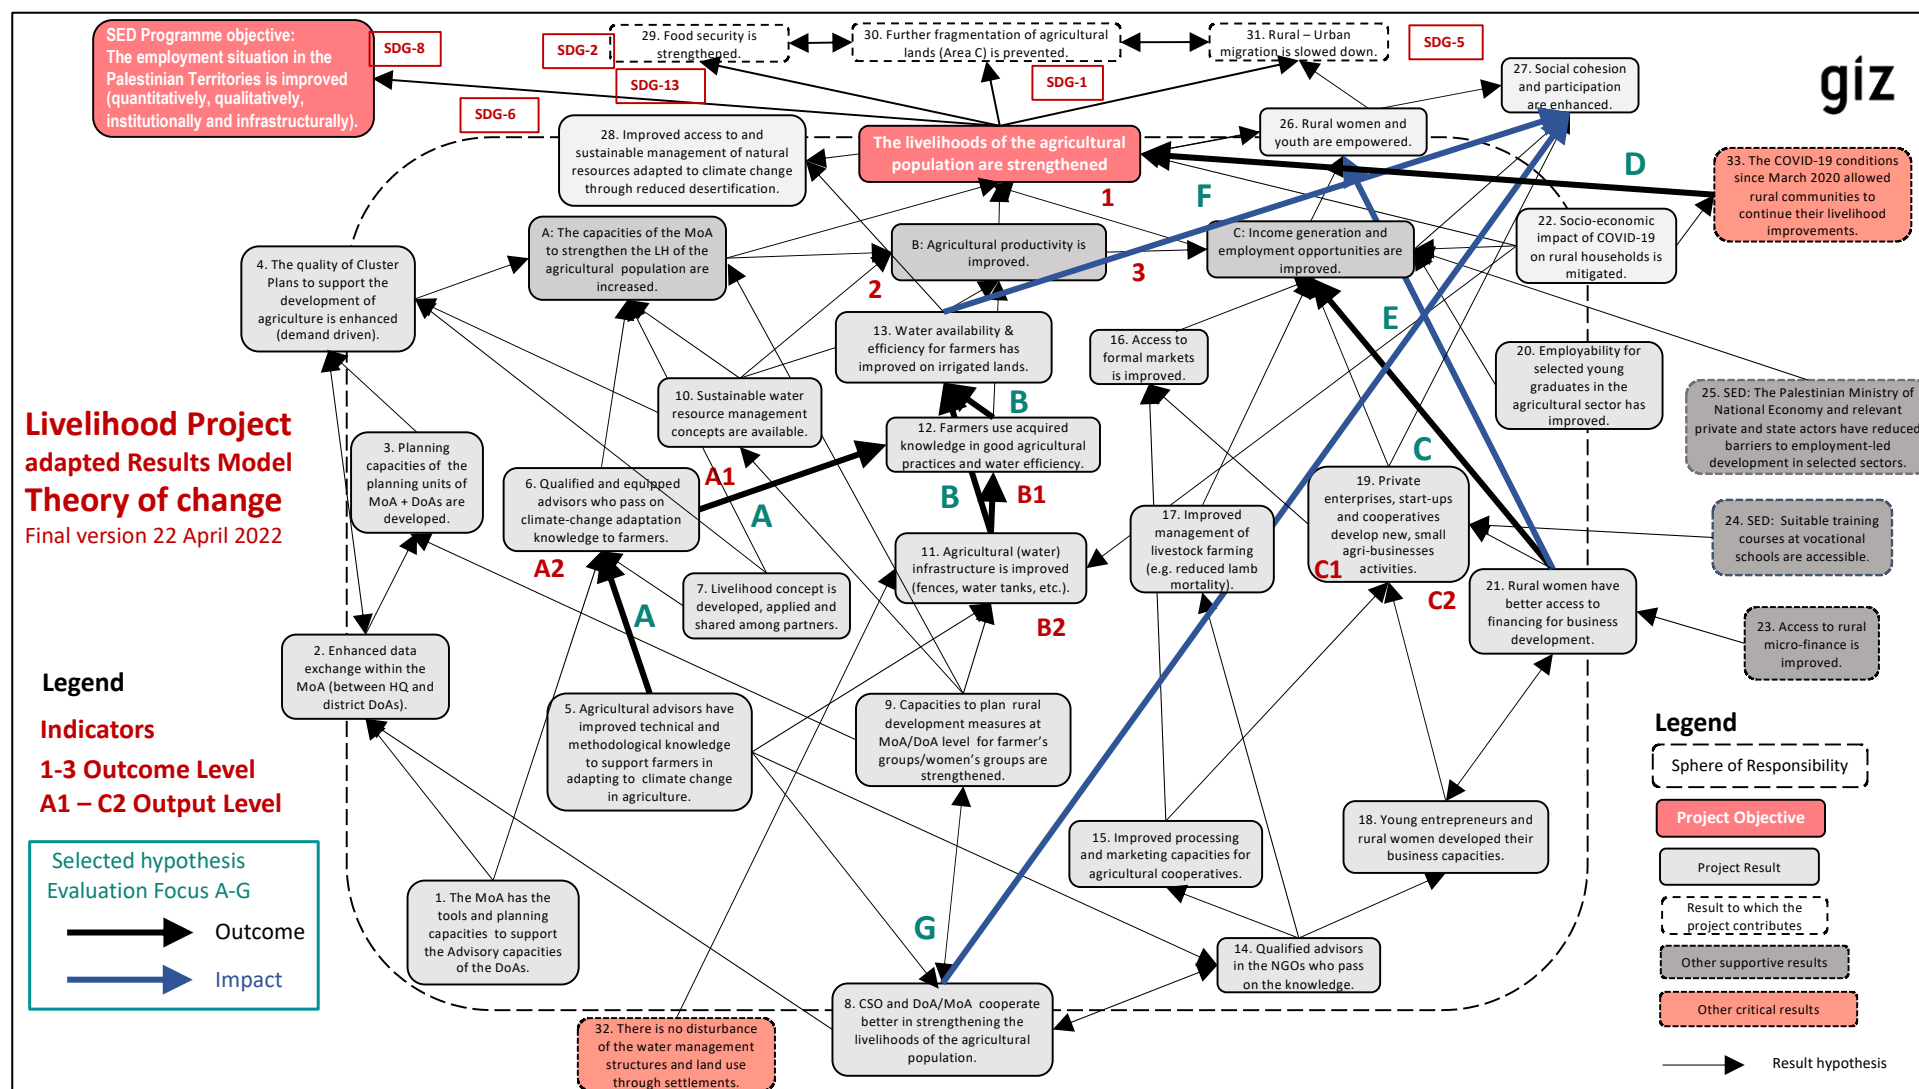 SED Programme objective:
The employment situation in the
Palestinian Territories is improved
(quantitatively, qualitatively,
institutionally and infrastructurally).
SDG-8
SDG-2
SDG-13
SDG-6
SDG-1
SDG-5
29. Food security is
strengthened.
30. Further fragmentation of agricultural
lands (Area C) is prevented.
31. Rural – Urban
migration is slowed down.
27. Social cohesion
and participation
are enhanced.
giz
28. Improved access to and
sustainable management of natural
resources adapted to climate change
through reduced desertification.
The livelihoods of the agricultural
population are strengthened
26. Rural women and
youth are empowered.
D
33. The COVID-19 conditions
since March 2020 allowed
rural communities to
continue their livelihood
improvements.
1
F
A: The capacities of the MoA
to strengthen the LH of the
agricultural population are
increased.
B: Agricultural productivity is
improved.
C: Income generation and
employment opportunities are
improved.
22. Socio-economic
impact of COVID-19
on rural households is
mitigated.
4. The quality of Cluster
Plans to support the
development of
agriculture is enhanced
(demand driven).
2
3
E
13. Water availability &
efficiency for farmers has
improved on irrigated lands.
16. Access to
formal markets
is improved.
20. Employability for
selected young
graduates in the
agricultural sector has
improved.
10. Sustainable water
resource management
concepts are available.
B
12. Farmers use acquired
knowledge in good agricultural
practices and water efficiency.
25. SED: The Palestinian Ministry of
National Economy and relevant
private and state actors have reduced
barriers to employment-led
development in selected sectors.
Livelihood Project
adapted Results Model
Theory of change
Final version 22 April 2022
3. Planning
capacities of the
planning units of
MoA + DoAs are
developed.
6. Qualified and equipped
advisors who pass on
climate-change adaptation
knowledge to farmers.
A1
A
B
B1
C
19. Private
enterprises, start-ups
and cooperatives
develop new, small
agri-businesses
activities.
17. Improved
management of
livestock farming
(e.g. reduced lamb
mortality).
24. SED: Suitable training
courses at vocational
schools are accessible.
A2
11. Agricultural (water)
infrastructure is improved
(fences, water tanks, etc.).
C1
C2
7. Livelihood concept is
developed, applied and
shared among partners.
A
B2
21. Rural women have
better access to
financing for business
development.
23. Access to rural
micro-finance is
improved.
2. Enhanced data
exchange within the
MoA (between HQ and
district DoAs).
5. Agricultural advisors have
improved technical and
methodological knowledge
to support farmers in
adapting to climate change
in agriculture.
9. Capacities to plan rural
development measures at
MoA/DoA level for farmer's
groups/women's groups are
strengthened.
Legend
Indicators
1-3 Outcome Level
A1 – C2 Output Level
Selected hypothesis
Evaluation Focus A-G
Outcome
Impact
1. The MoA has the
tools and planning
capacities to support
the Advisory capacities
of the DoAs.
15. Improved processing
and marketing capacities for
agricultural cooperatives.
18. Young entrepreneurs and
rural women developed their
business capacities.
G
14. Qualified advisors
in the NGOs who pass
on the knowledge.
8. CSO and DoA/MoA cooperate
better in strengthening the
livelihoods of the agricultural
population.
32. There is no disturbance
of the water management
structures and land use
through settlements.
Legend
Sphere of Responsibility
Project Objective
Project Result
Result to which the
project contributes
Other supportive results
Other critical results
Result hypothesis